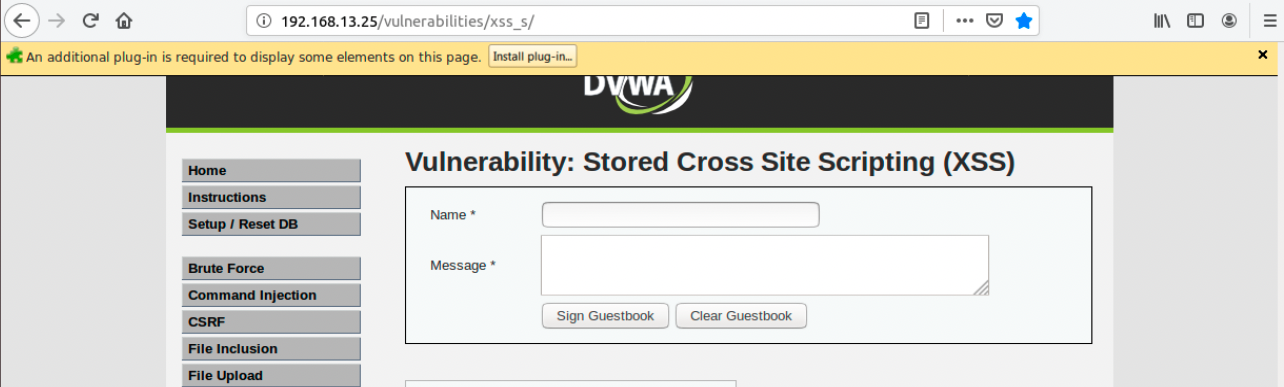 192.168.13.25/vulnerabilities/xss_s/
An additional plug-in is required to display some elements on this page. Install plug-in...
DVWA
Vulnerability: Stored Cross Site Scripting (XSS)
Home
Instructions
Setup / Reset DB
Brute Force
Command Injection
CSRF
File Inclusion
File Upload
Name *
Message *
Sign Guestbook Clear Guestbook